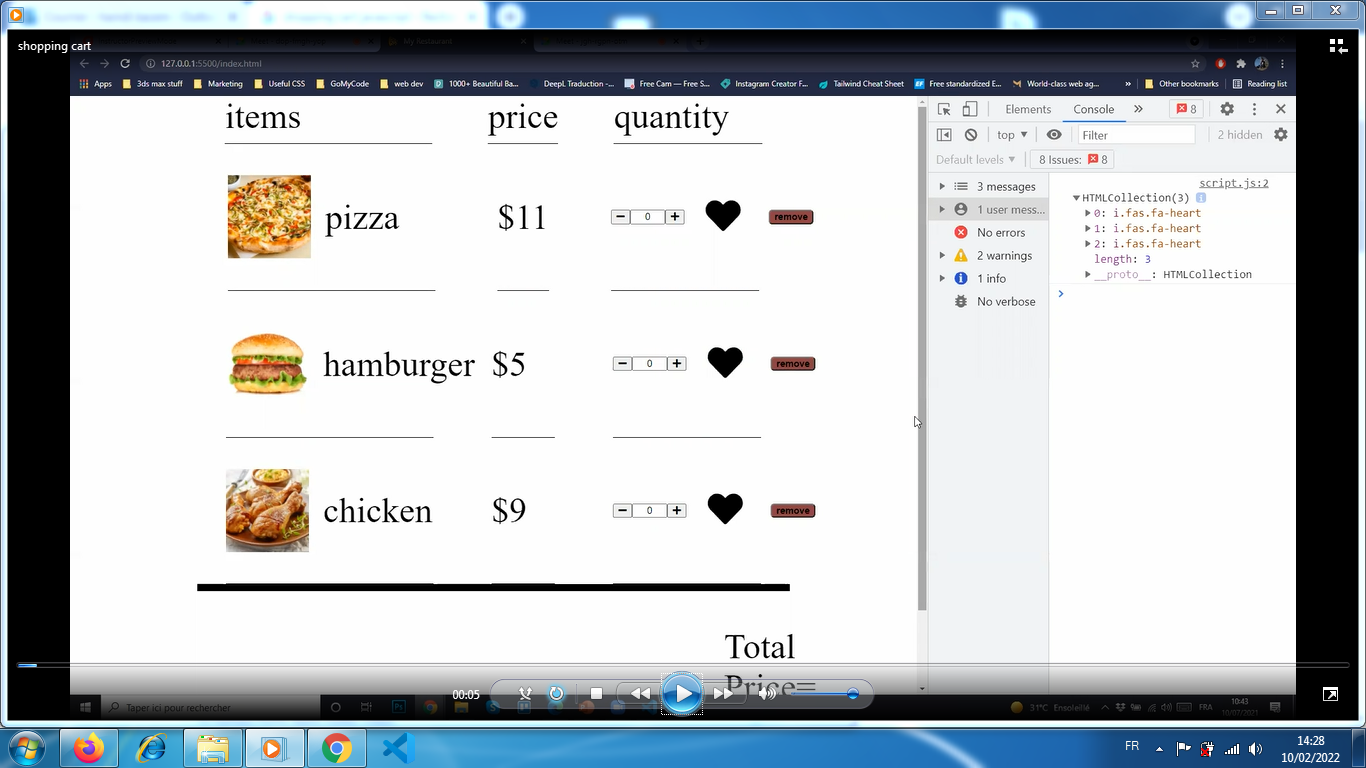 shopping cart
My Restaurant
127.0.0.1:5500/index.html
Apps 3ds max stuff Marketing Useful CSS GoMyCode web dev 1000+ Beautiful Ba... DeepL Traduction –... Free Cam — Free S... Instagram Creator F... Tailwind Cheat Sheet Free standardized E... World-class web ag... » Other bookmarks Reading list
items price quantity
Elements Console » 8
top ▼ Filter 2 hidden
Default levels ▼ 8 Issues: 8
3 messages
1 user mess...
No errors
2 warnings
1 info
No verbose
script.js:2
HTMLCollection(3) i
0: i.fas.fa-heart
1: i.fas.fa-heart
2: i.fas.fa-heart
length: 3
__proto__: HTMLCollection
pizza $11 − 0 + remove
hamburger $5 − 0 + remove
chicken $9 − 0 + remove
Total
Price=
00:05
Taper ici pour rechercher
31°C Ensoleillé FRA 10:43
10/07/2021
FR 14:28
10/02/2022